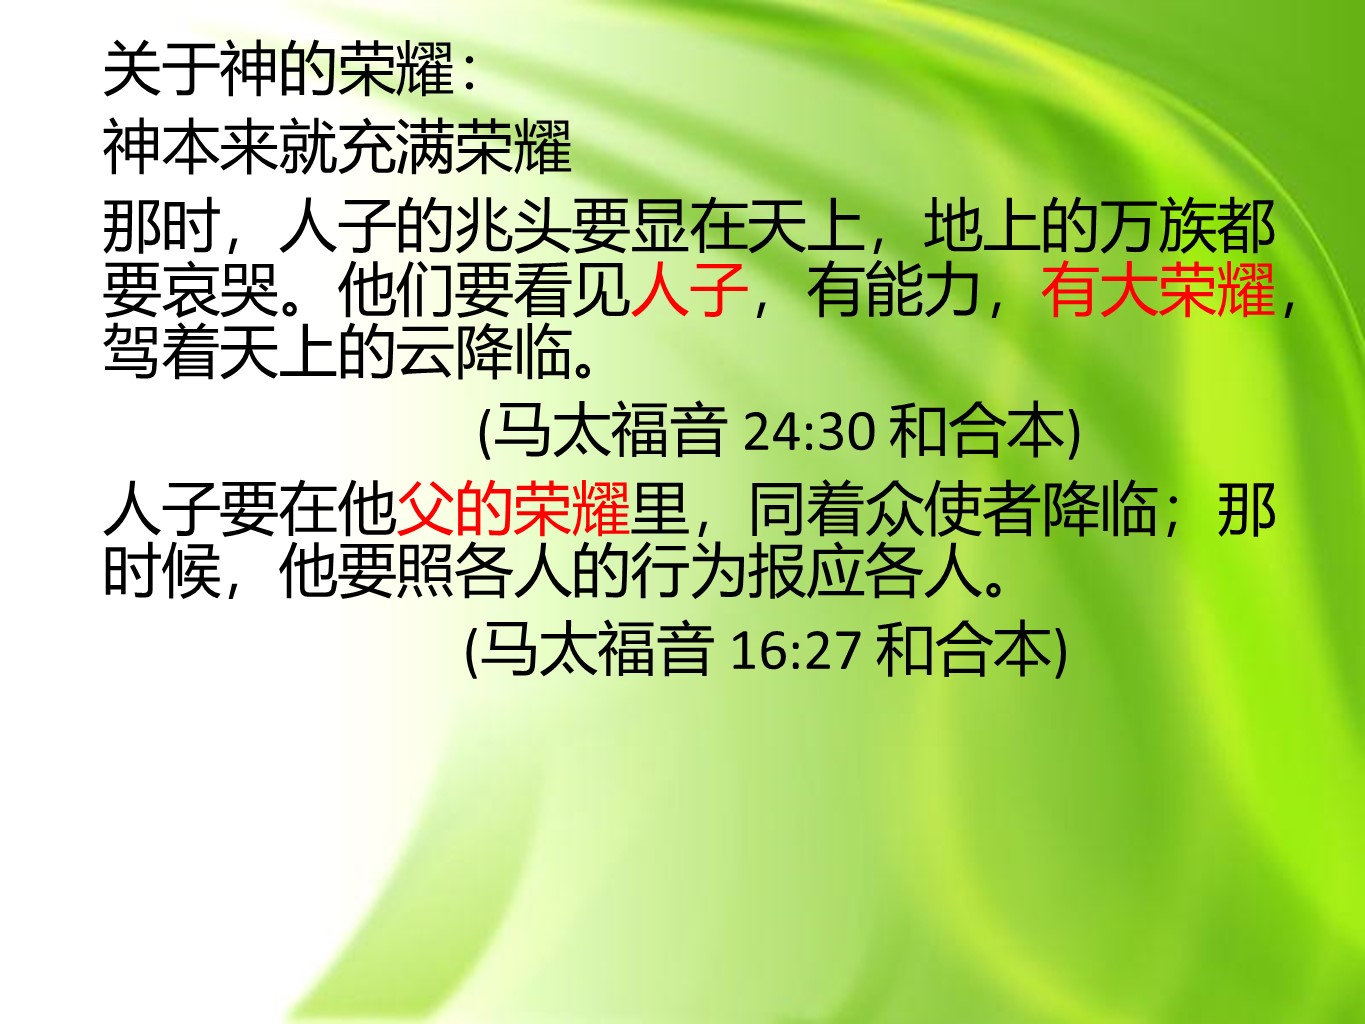 关于神的荣耀：
神本来就充满荣耀
那时，人子的兆头要显在天上，地上的万族都
要哀哭。他们要看见人子，有能力，有大荣耀，
驾着天上的云降临。
(马太福音 24:30 和合本)
人子要在他父的荣耀里，同着众使者降临；那
时候，他要照各人的行为报应各人。
(马太福音 16:27 和合本)